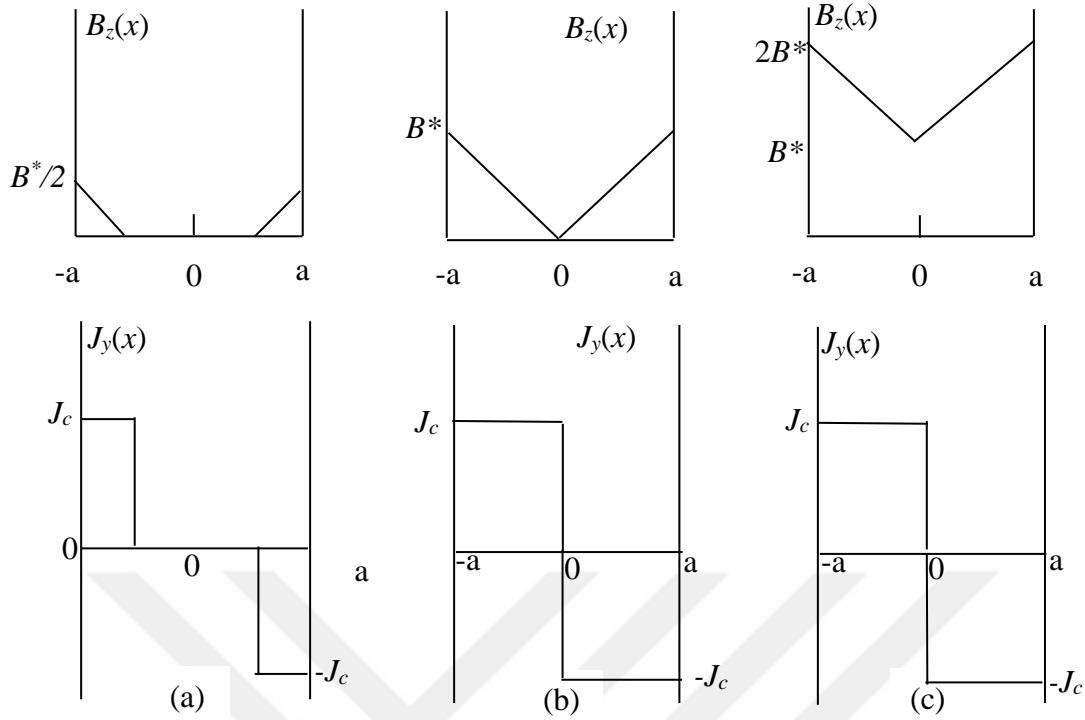 B_z(x)
B*/2
-a 0 a
B_z(x)
B*
-a 0 a
B_z(x)
2B*
B*
-a 0 a
J_y(x)
J_c
0
0
a
-J_c
(a)
J_y(x)
J_c
-a 0 a
-J_c
(b)
J_y(x)
J_c
-a 0 a
-J_c
(c)